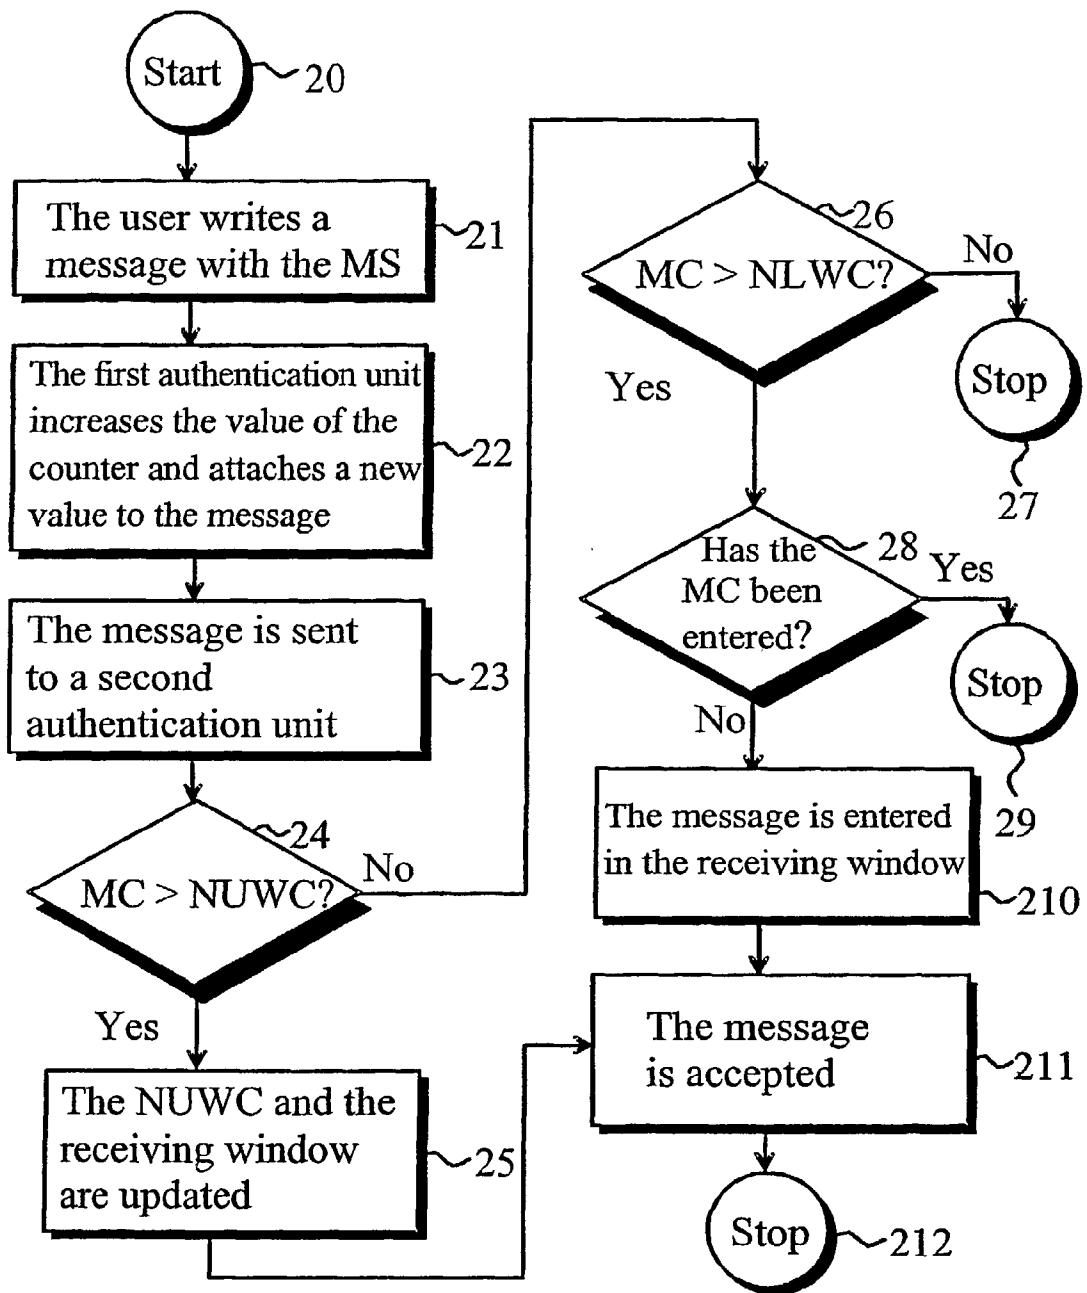 Start
20
The user writes a
message with the MS
21
The first authentication unit
increases the value of the
counter and attaches a new
value to the message
22
The message is sent
to a second
authentication unit
23
24
MC > NUWC?
No
Yes
The NUWC and the
receiving window
are updated
25
26
MC > NLWC?
No
Yes
Stop
27
Has the
MC been
entered?
28
Yes
No
Stop
29
The message is entered
in the receiving window
210
The message
is accepted
211
Stop
212